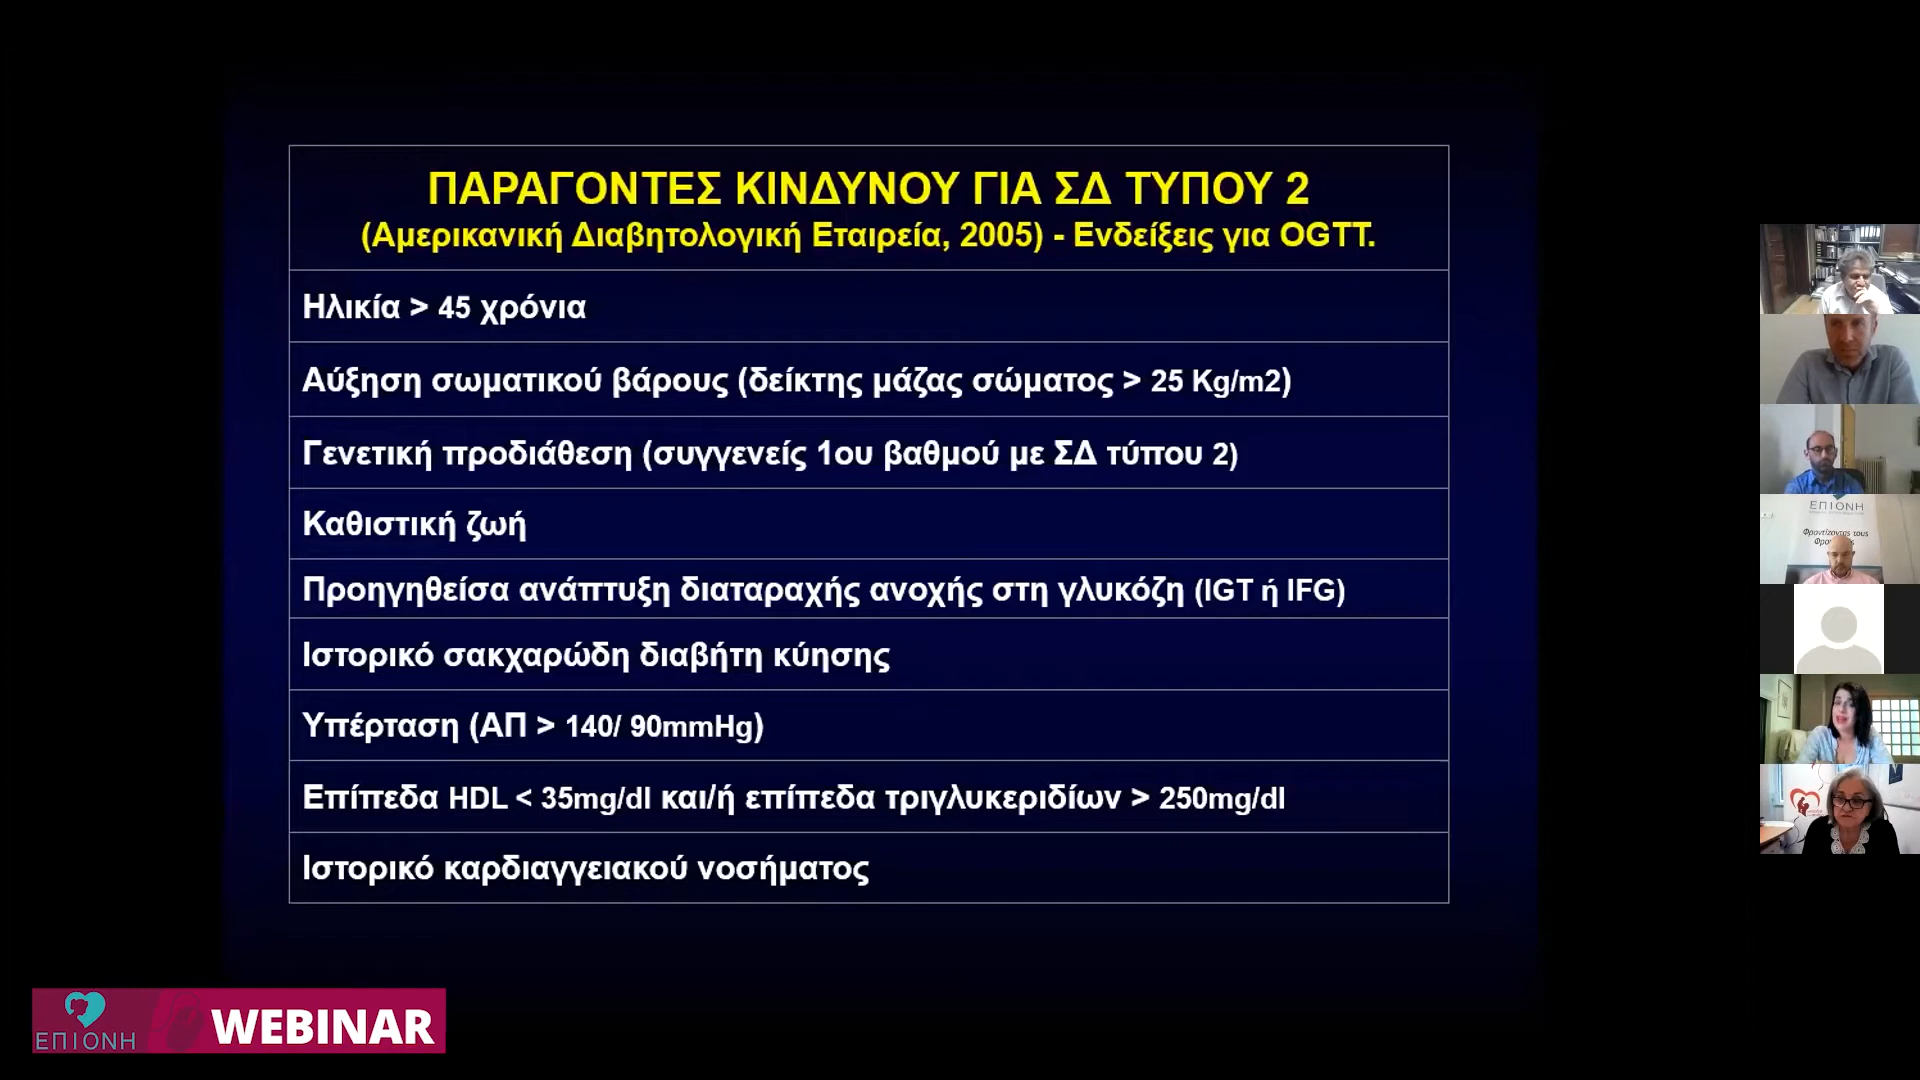 ΠΑΡΑΓΟΝΤΕΣ ΚΙΝΔΥΝΟΥ ΓΙΑ ΣΔ ΤΥΠΟΥ 2
(Αμερικανική Διαβητολογική Εταιρεία, 2005) - Ενδείξεις για OGTT.
Ηλικία > 45 χρόνια
Αύξηση σωματικού βάρους (δείκτης μάζας σώματος > 25 Kg/m2)
Γενετική προδιάθεση (συγγενείς 1ου βαθμού με ΣΔ τύπου 2)
Καθιστική ζωή
Προηγηθείσα ανάπτυξη διαταραχής ανοχής στη γλυκόζη (IGT ή IFG)
Ιστορικό σακχαρώδη διαβήτη κύησης
Υπέρταση (ΑΠ > 140/ 90mmHg)
Επίπεδα HDL < 35mg/dl και/ή επίπεδα τριγλυκεριδίων > 250mg/dl
Ιστορικό καρδιαγγειακού νοσήματος
ΕΠΙΟΝΗ
Φροντίζοντας τους
ΕΠΙΟΝΗ
WEBINAR